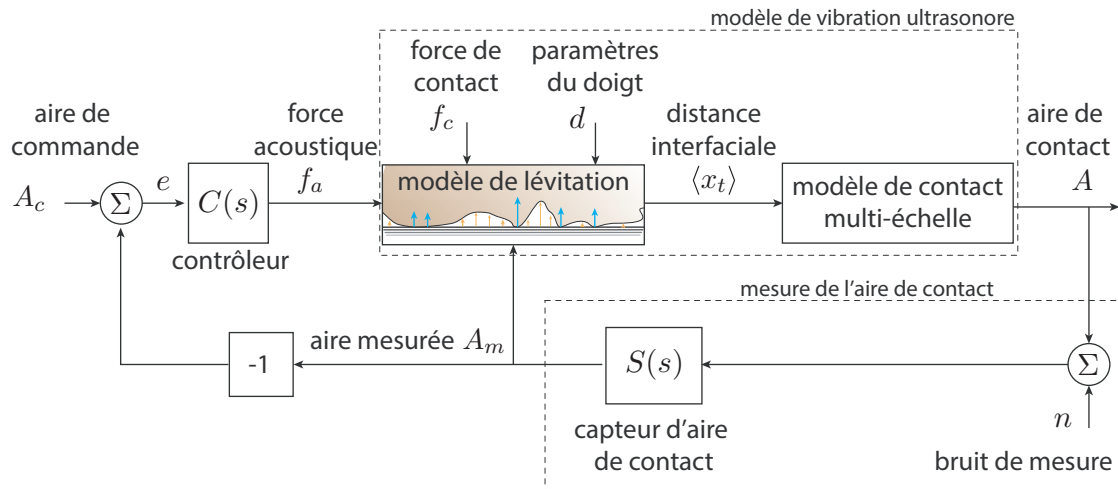 modèle de vibration ultrasonore
force de
contact
f_c
paramètres
du doigt
d
aire de
commande
A_c
Σ
e
C(s)
contrôleur
force
acoustique
f_a
modèle de lévitation
distance
interfaciale
⟨x_t⟩
modèle de contact
multi-échelle
aire de
contact
A
mesure de l'aire de contact
-1
aire mesurée A_m
S(s)
capteur d'aire
de contact
Σ
n
bruit de mesure